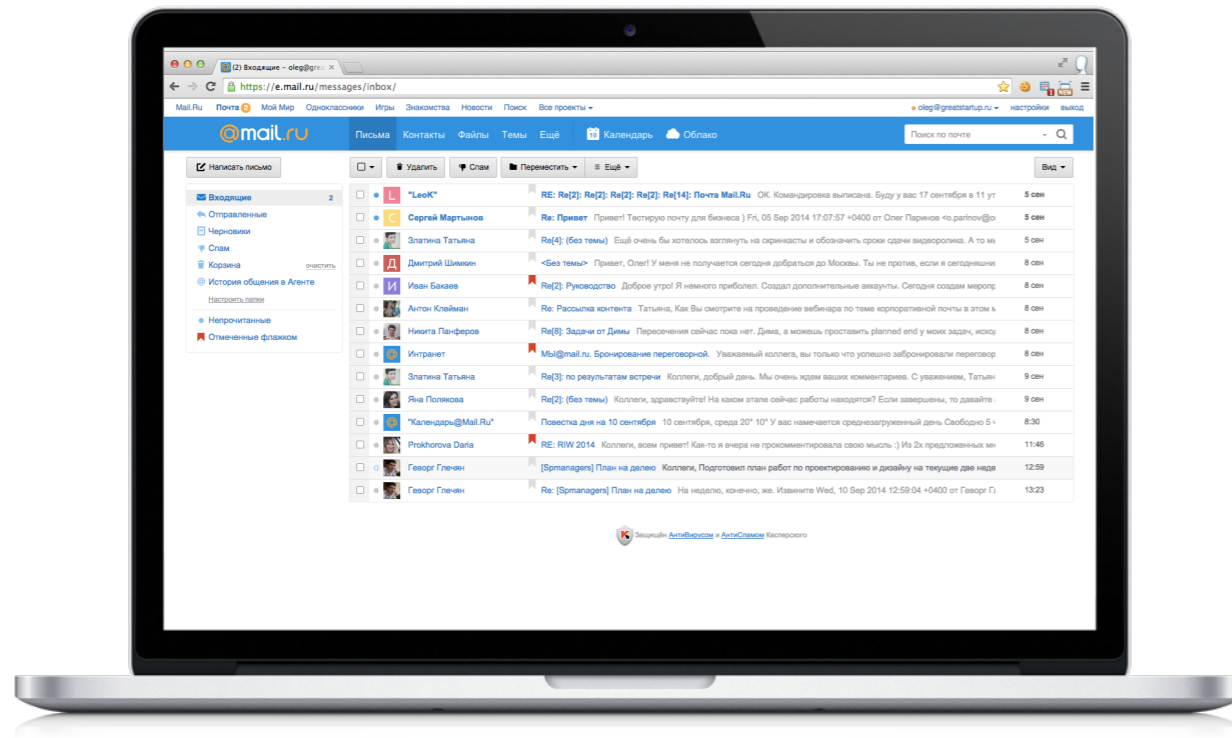 (2) Входящие – oleg@grea ×
https://e.mail.ru/messages/inbox/
NEW
Mail.Ru Почта 2 Мой Мир Одноклассники Игры Знакомства Новости Поиск Все проекты oleg@greatstartup.ru настройки выход
@mail.ru Письма Контакты Файлы Темы Ещё 10 Календарь Облако Поиск по почте
Написать письмо Удалить Спам Переместить Ещё Вид
Входящие 2
Отправленные
Черновики
Спам
Корзина очистить
История общения в Агенте
Настроить папки
Непрочитанные
Отмеченные флажком
L "LeoK" RE: Re[2]: Re[2]: Re[2]: Re[2]: Re[14]: Почта Mail.Ru OK. Командировка выписана. Буду у вас 17 сентября в 11 ут 5 сен
С Сергей Мартынов Re: Привет Привет! Тестирую почту для бизнеса ) Fri, 05 Sep 2014 17:07:57 +0400 от Олег Паринов <o.parinov@co 5 сен
Златина Татьяна Re[4]: (без темы) Ещё очень бы хотелось взглянуть на скринкасты и обозначить сроки сдачи видеоролика. А то мы 5 сен
Д Дмитрий Шимкин <Без темы> Привет, Олег! У меня не получается сегодня добраться до Москвы. Ты не против, если я сегодняшни 8 сен
И Иван Бакаев Re[2]: Руководство Доброе утро! Я немного приболел. Создал дополнительные аккаунты. Сегодня создам меропр 8 сен
Антон Клейман Re: Рассылка контента Татьяна, Как Вы смотрите на проведение вебинара по теме корпоративной почты в этом м 8 сен
Никита Панферов Re[8]: Задачи от Димы Пересечения сейчас пока нет. Дима, а можешь проставить planned end у моих задач, исход 8 сен
Интранет МЫ@mail.ru. Бронирование переговорной. Уважаемый коллега, вы только что успешно забронировали переговор 8 сен
Златина Татьяна Re[3]: по результатам встречи Коллеги, добрый день. Мы очень ждем ваших комментариев. С уважением, Татьян 9 сен
Яна Полякова Re[2]: (без темы) Коллеги, здравствуйте! На каком этапе сейчас работы находятся? Если завершены, то давайте 9 сен
"Календарь@Mail.Ru" Повестка дня на 10 сентября 10 сентября, среда 20° 10° У вас намечается среднезагруженный день Свободно 5 ч 8:30
Prokhorova Daria RE: RIW 2014 Коллеги, всем привет! Как-то я вчера не прокомментировала свою мысль :) Из 2х предложенных мн 11:46
Геворг Глечян [Spmanagers] План на делею Коллеги, Подготовил план работ по проектированию и дизайну на текущие две неде 12:59
Геворг Глечян Re: [Spmanagers] План на делею На неделю, конечно, же. Извините Wed, 10 Sep 2014 12:59:04 +0400 от Геворг Гл 13:23
Защищён АнтиВирусом и АнтиСпамом Касперского